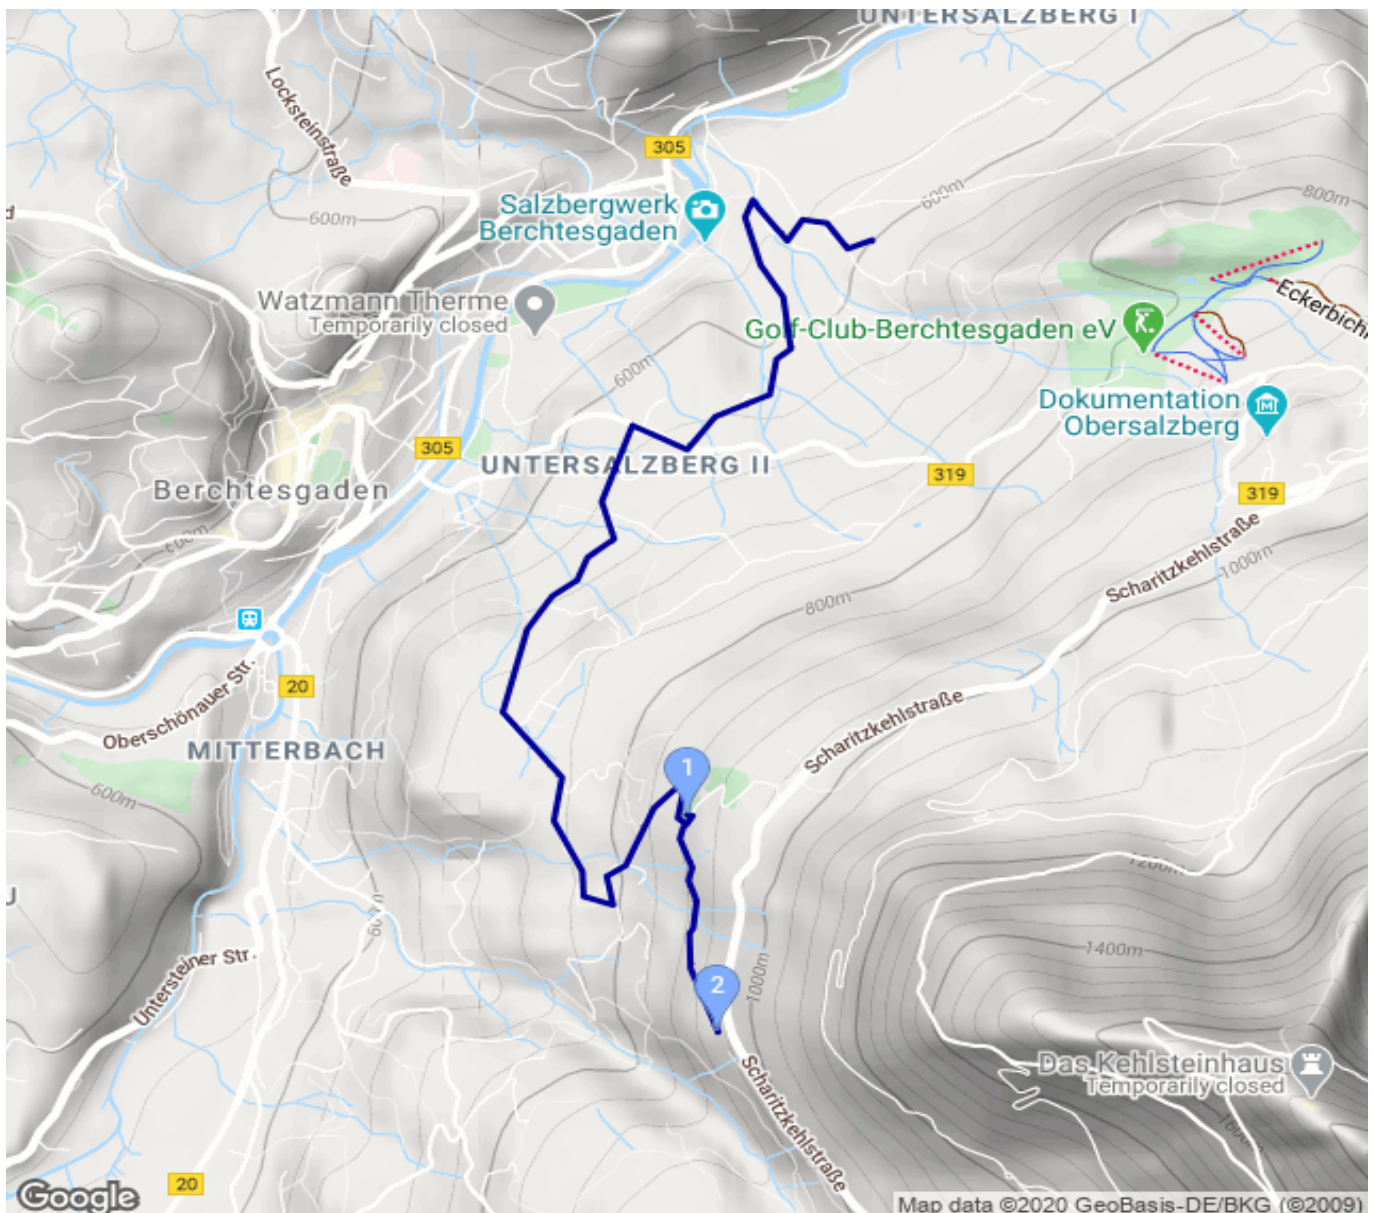 UNTERSALZBERG I
Locksteinstraße
305
600m
800m
d
600m
Salzbergwerk
Berchtesgaden
Eckerbichl
Watzmann Therme
Temporarily closed
Golf-Club-Berchtesgaden eV
600m
Dokumentation
Obersalzberg
305
UNTERSALZBERG II
319
Berchtesgaden
319
600m
Scharitzkehlstraße
1000m
800m
20
Oberschönauer Str.
Scharitzkehlstraße
MITTERBACH
1
600m
1200m
U
600m
1400m
Untersteiner Str.
2
1000m
Das Kehlsteinhaus
Temporarily closed
Scharitzkehlstraße
20
Google
Map data ©2020 GeoBasis-DE/BKG (©2009)